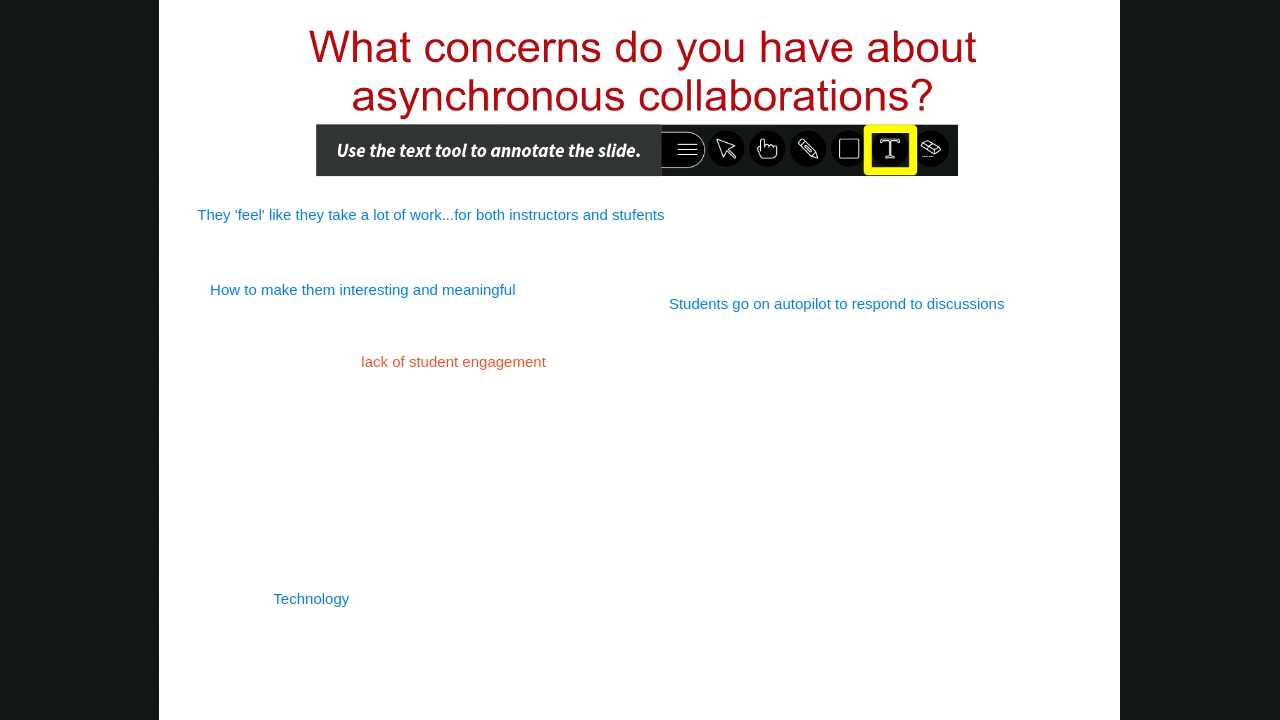 What concerns do you have about
asynchronous collaborations?
Use the text tool to annotate the slide.
They 'feel' like they take a lot of work...for both instructors and stufents
How to make them interesting and meaningful
Students go on autopilot to respond to discussions
lack of student engagement
Technology